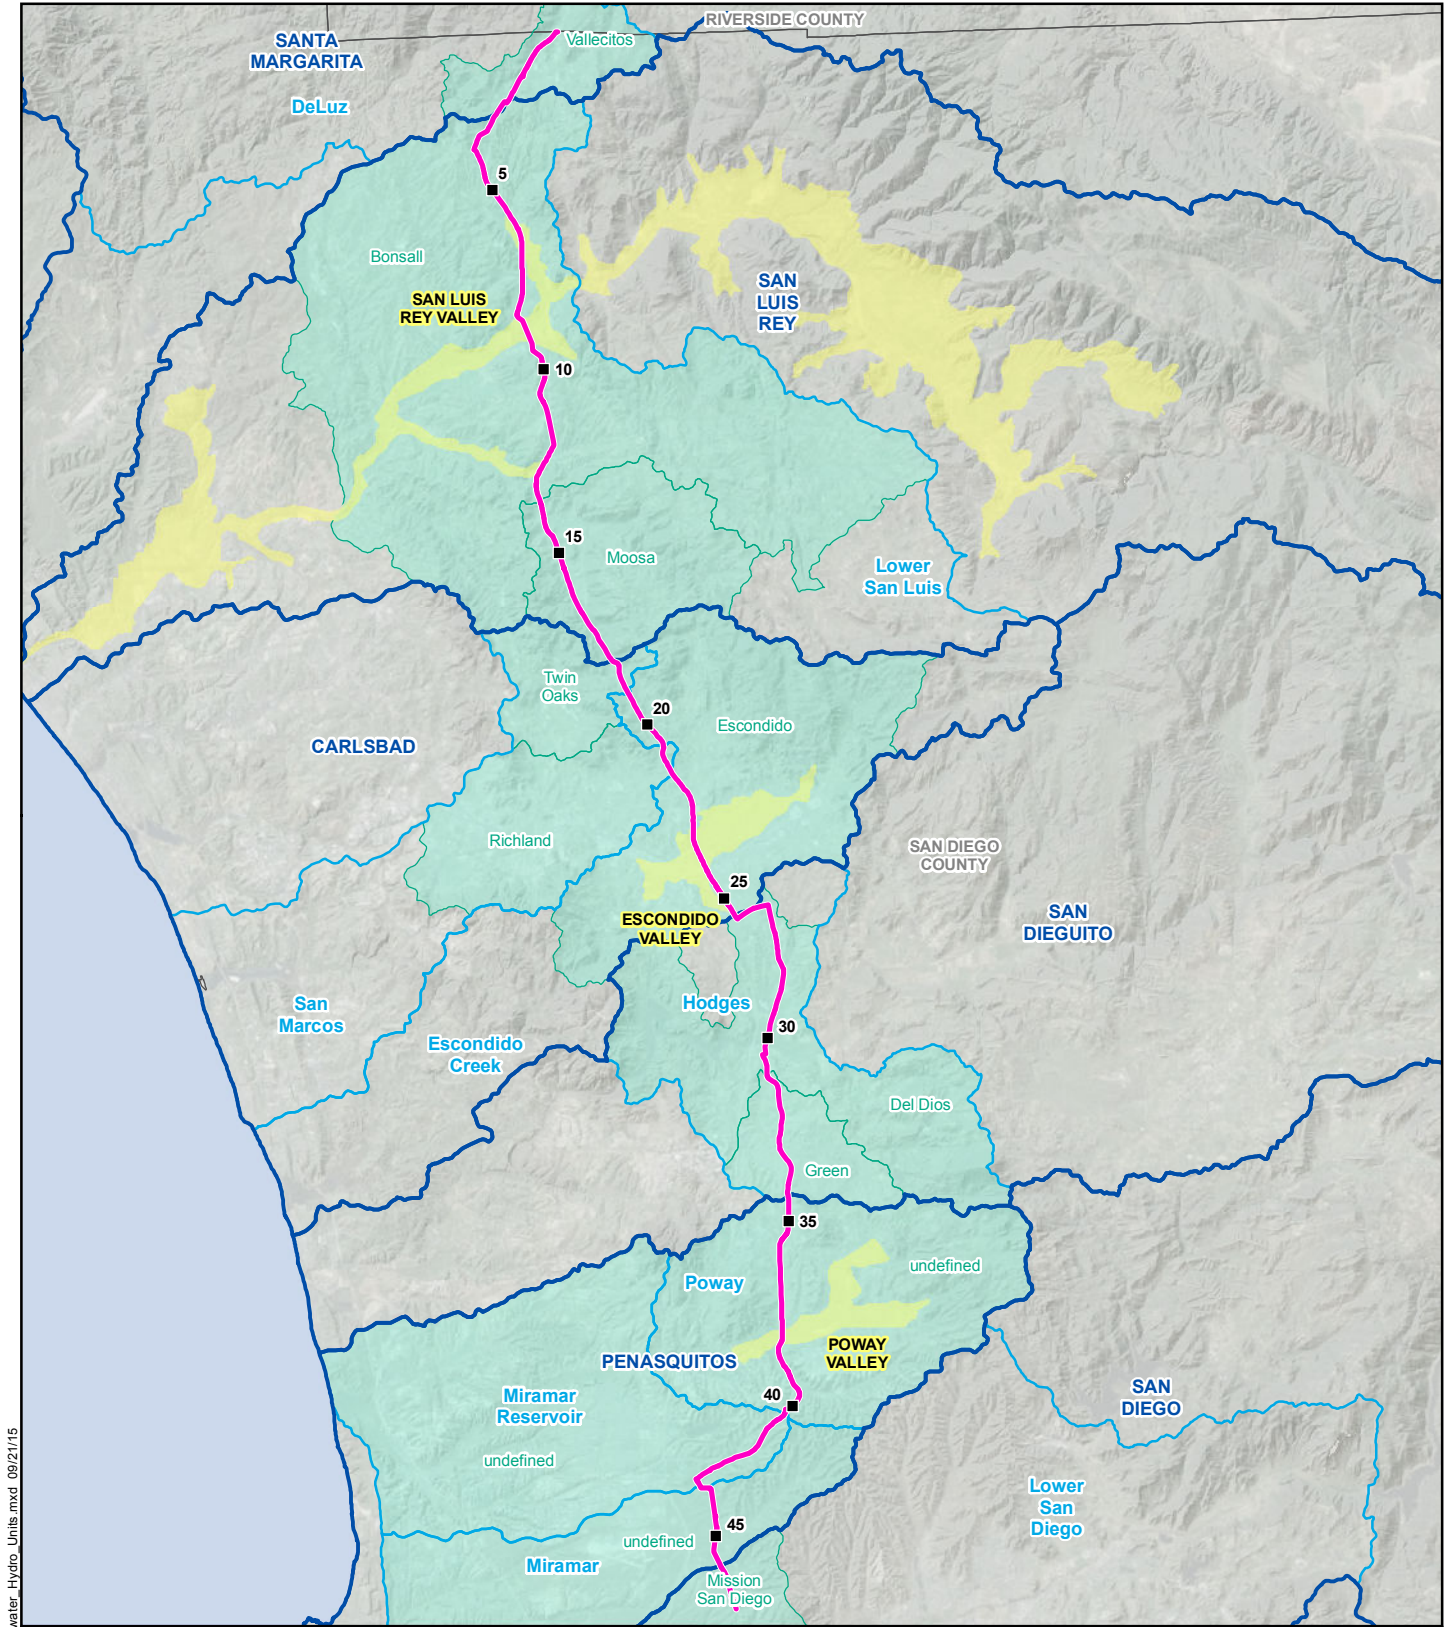 RIVERSIDE COUNTY
Vallecitos
SANTA
MARGARITA
DeLuz
5
Bonsall
SAN LUIS
REY VALLEY
SAN
LUIS
REY
10
15
Moosa
Lower
San Luis
Twin
Oaks
20
Escondido
CARLSBAD
Richland
SAN DIEGO
COUNTY
25
ESCONDIDO
VALLEY
SAN
DIEGUITO
San
Marcos
Hodges
Escondido
Creek
30
Del Dios
Green
35
undefined
Poway
POWAY
VALLEY
PENASQUITOS
40
Miramar
Reservoir
SAN
DIEGO
undefined
Lower
San
Diego
45
undefined
Miramar
Mission
San Diego
_Hydro_Units.mxd 09/21/15